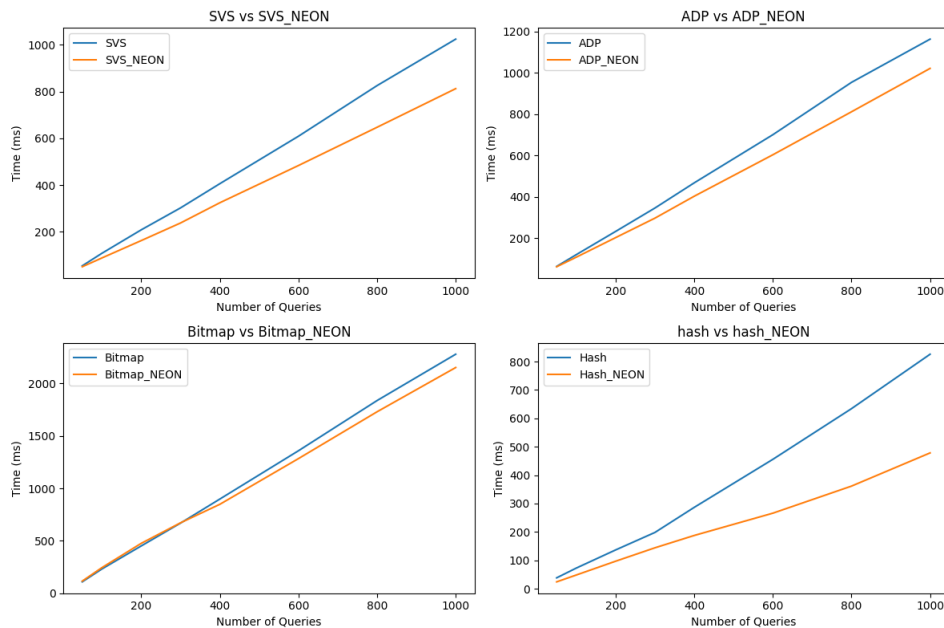 SVS vs SVS_NEON
SVS
SVS_NEON
1000
800
600
400
200
Time (ms)
200 400 600 800 1000
Number of Queries
ADP vs ADP_NEON
ADP
ADP_NEON
1200
1000
800
600
400
200
Time (ms)
200 400 600 800 1000
Number of Queries
Bitmap vs Bitmap_NEON
Bitmap
Bitmap_NEON
2000
1500
1000
500
0
Time (ms)
200 400 600 800 1000
Number of Queries
hash vs hash_NEON
Hash
Hash_NEON
800
700
600
500
400
300
200
100
0
Time (ms)
200 400 600 800 1000
Number of Queries